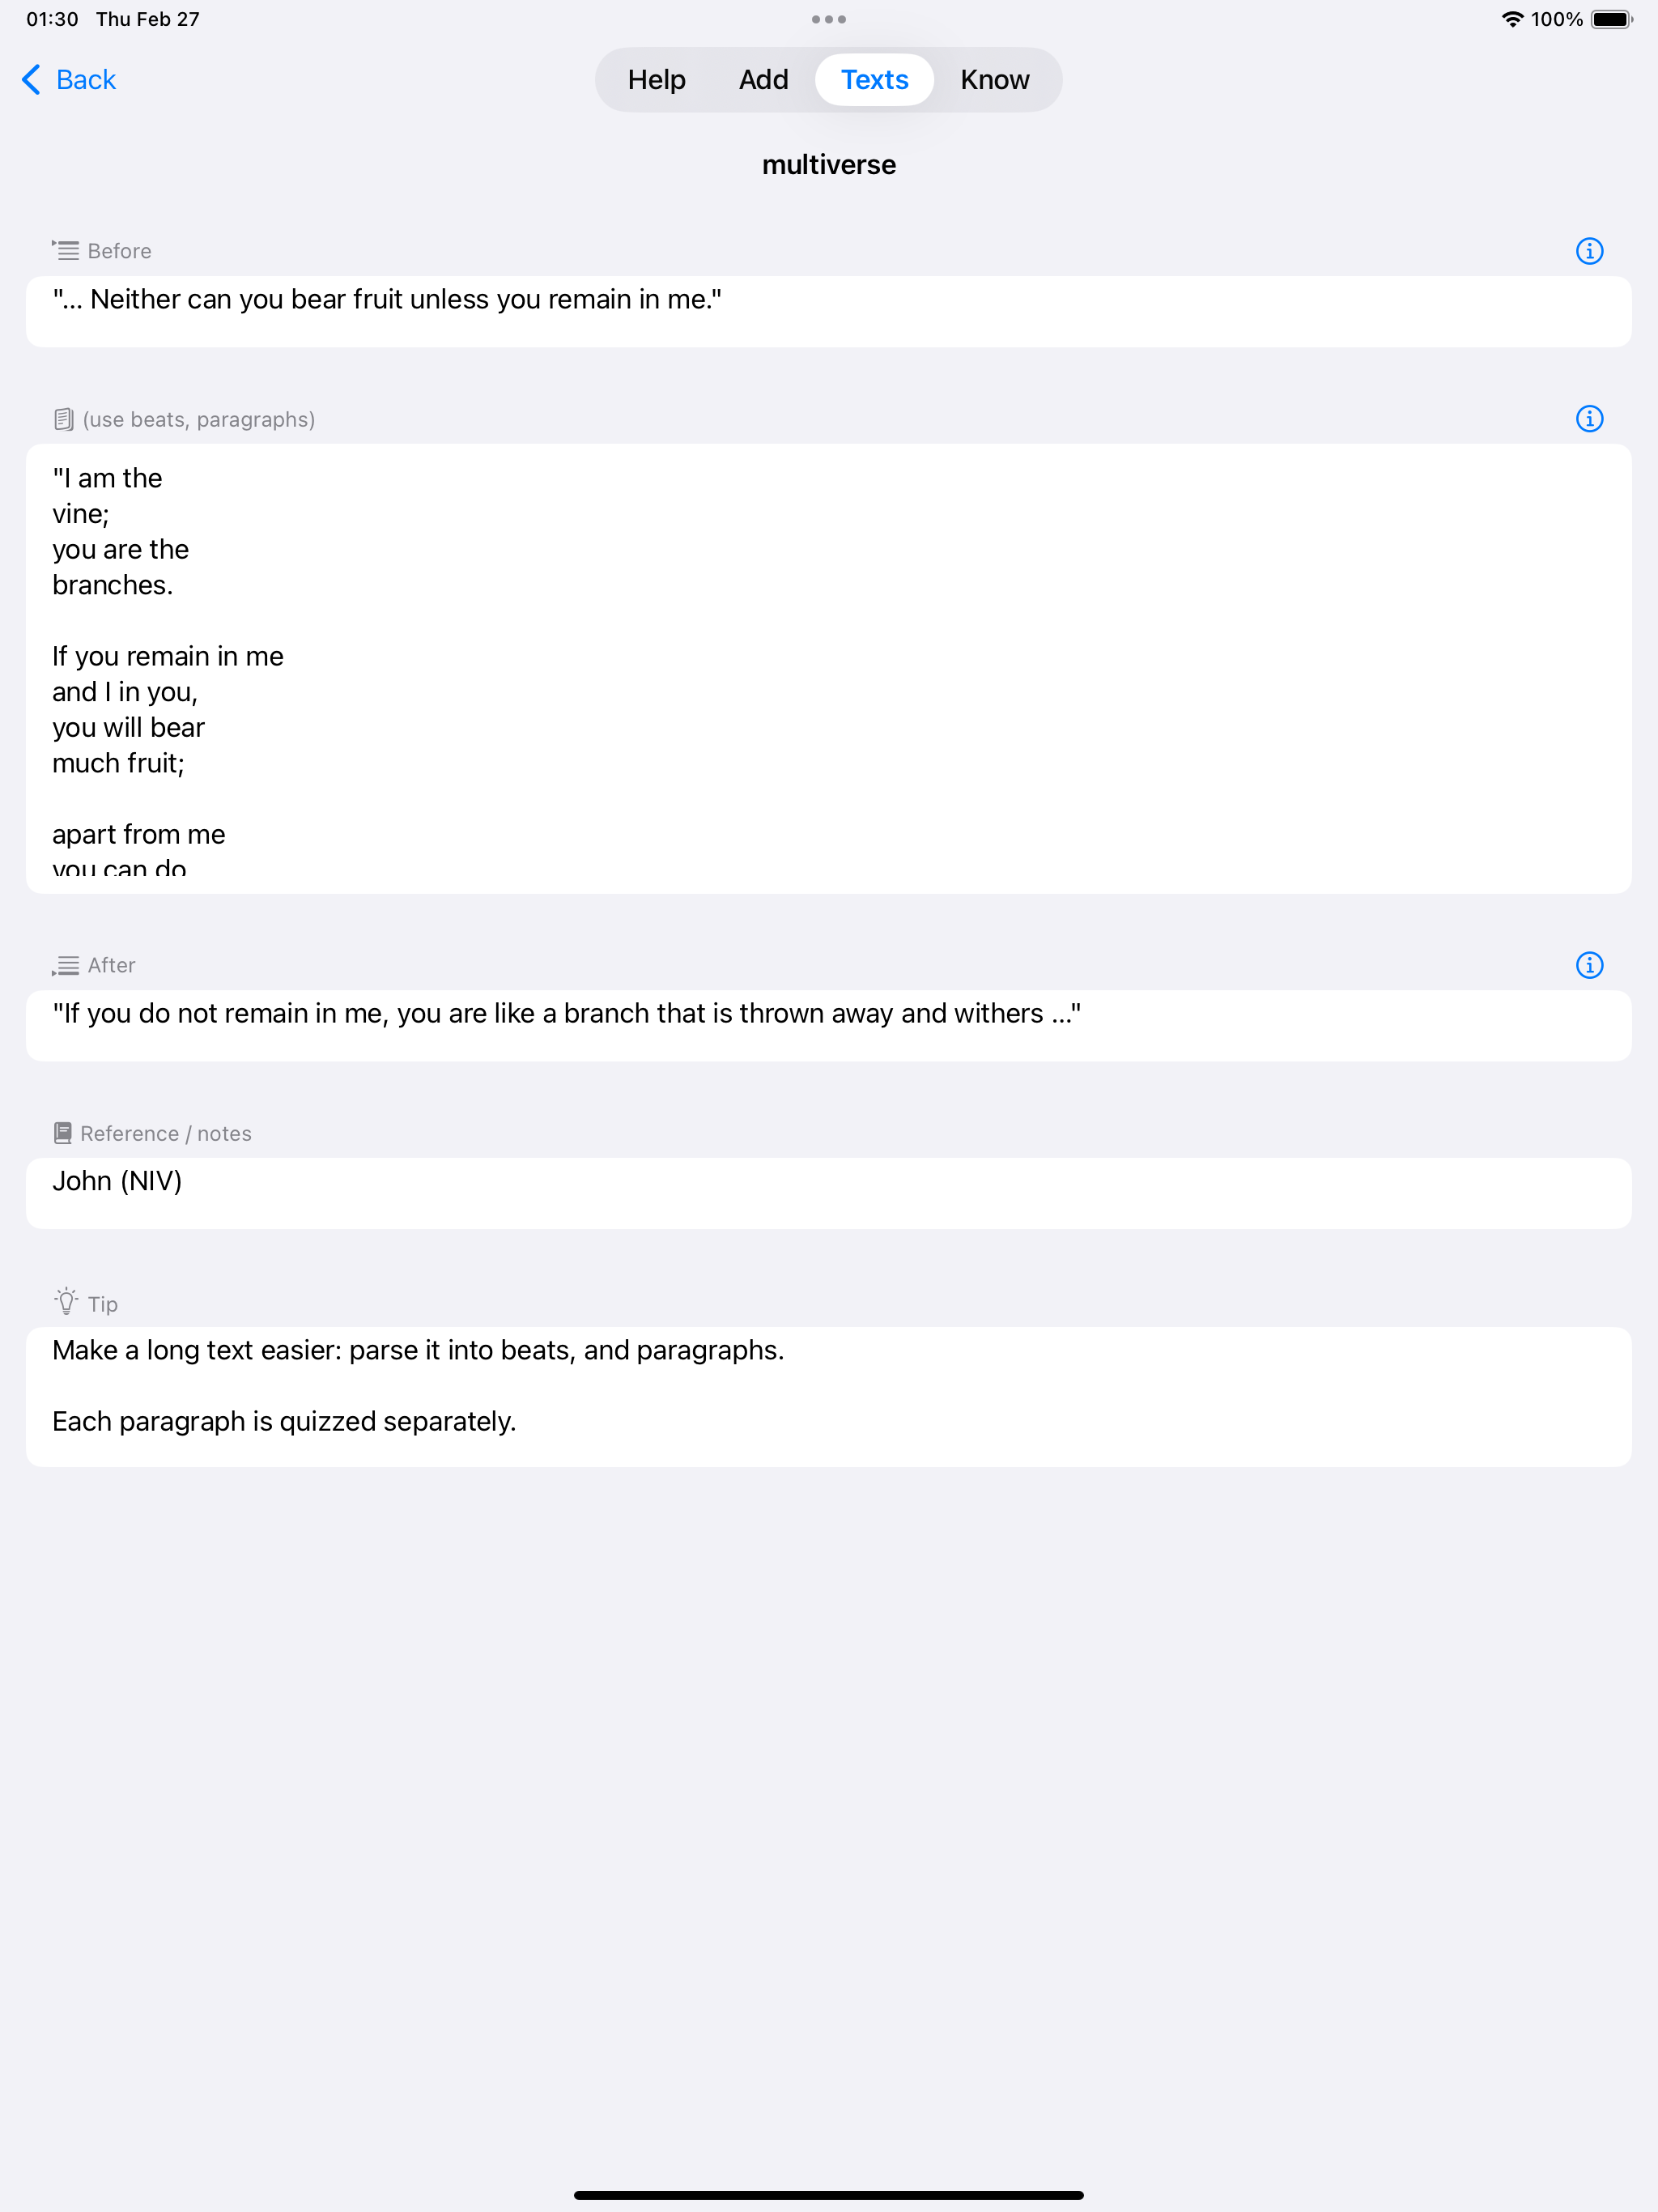 01:30 Thu Feb 27
100%
Back
Help Add Texts Know
multiverse
Before
"... Neither can you bear fruit unless you remain in me."
(use beats, paragraphs)
"I am the
vine;
you are the
branches.
If you remain in me
and I in you,
you will bear
much fruit;
apart from me
you can do
After
"If you do not remain in me, you are like a branch that is thrown away and withers ..."
Reference / notes
John (NIV)
Tip
Make a long text easier: parse it into beats, and paragraphs.
Each paragraph is quizzed separately.